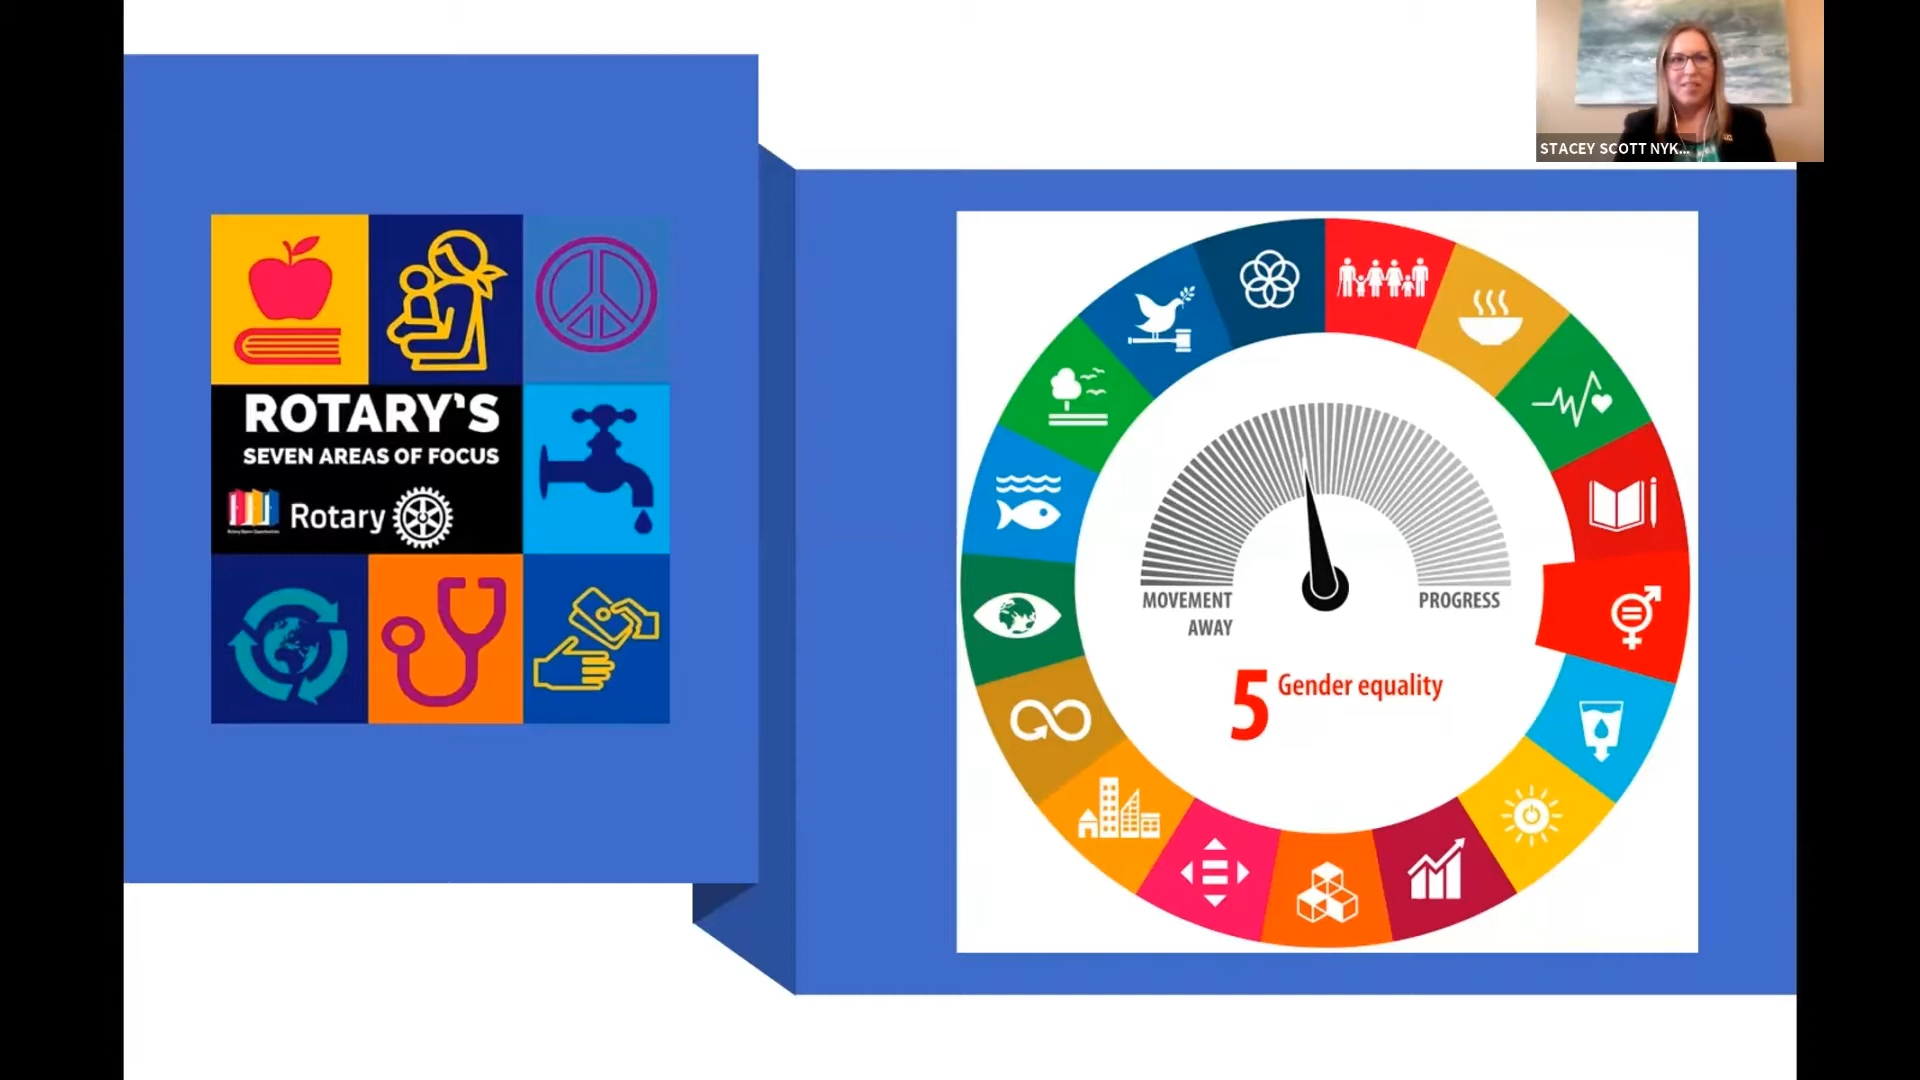 STACEY SCOTT NYK...
ROTARY'S
SEVEN AREAS OF FOCUS
Rotary
MOVEMENT
AWAY
PROGRESS
5 Gender equality